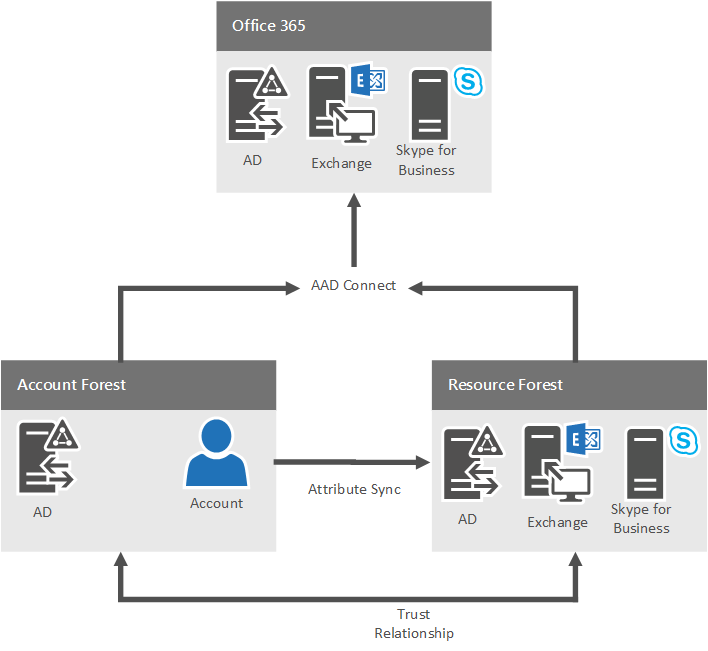 Office 365
AD
Exchange
Skype for
Business
AAD Connect
Account Forest
AD
Account
Attribute Sync
Resource Forest
AD
Exchange
Skype for
Business
Trust
Relationship